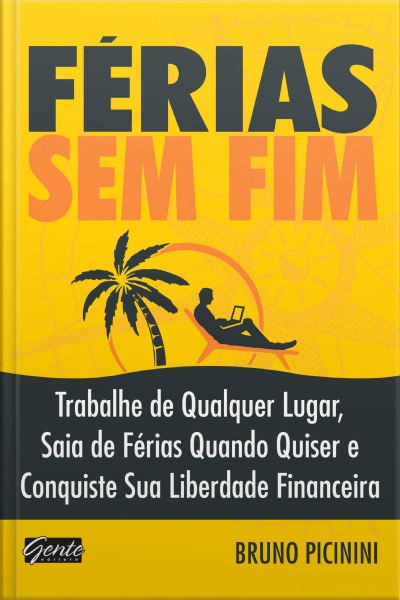 FÉRIAS
SEM FIM
Trabalhe de Qualquer Lugar,
Saia de Férias Quando Quiser e
Conquiste Sua Liberdade Financeira
Gente
editora
BRUNO PICININI